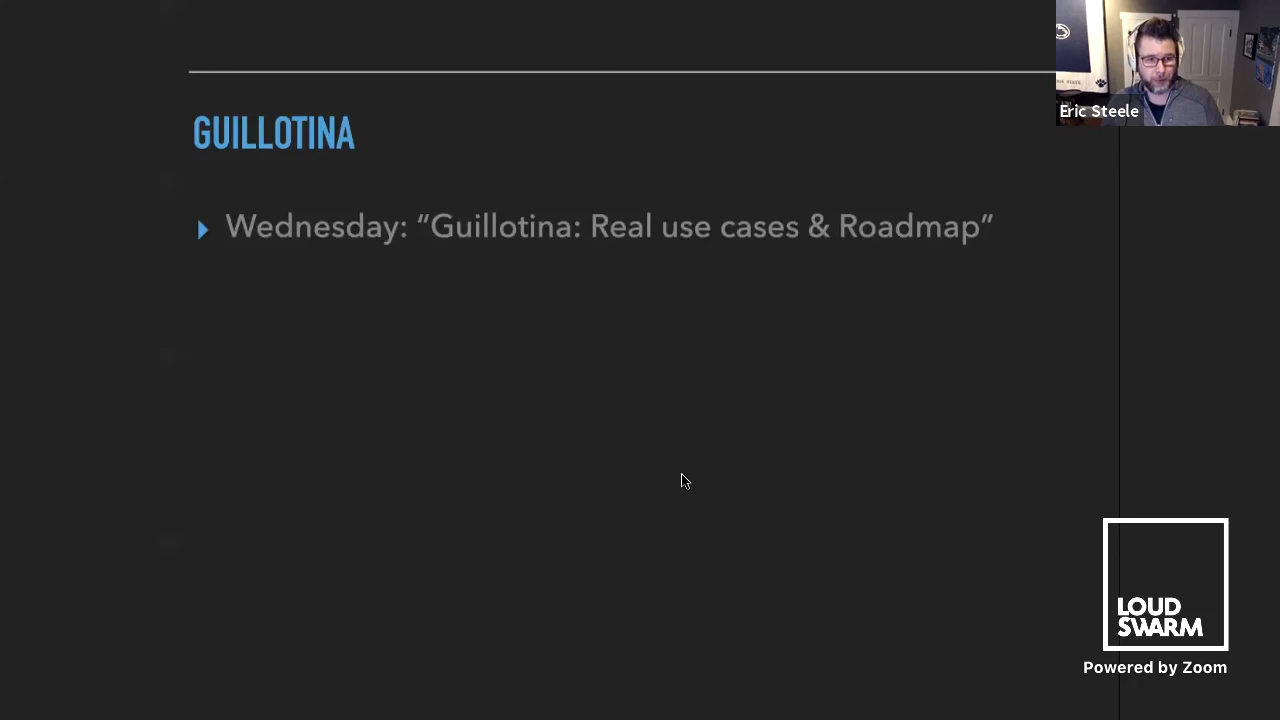 Eric Steele
GUILLOTINA
Wednesday: “Guillotina: Real use cases & Roadmap”
LOUD
SWARM
Powered by Zoom